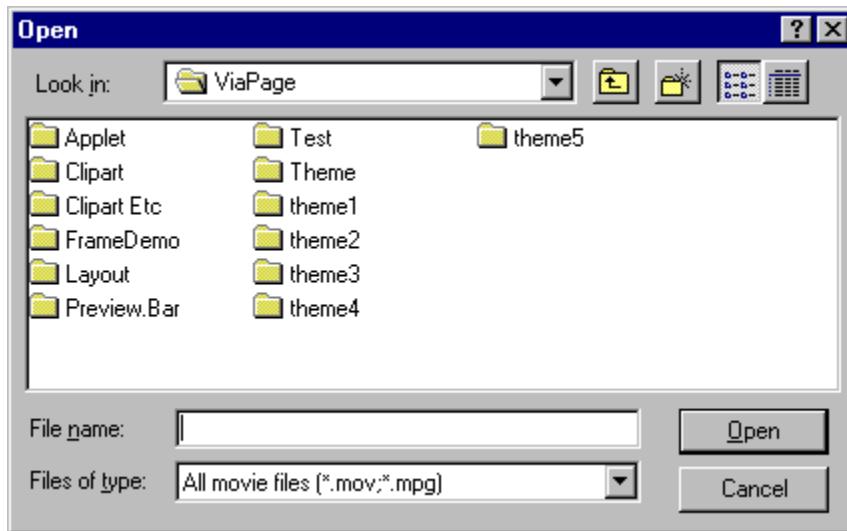 Open
Look in: ViaPage
Applet Test theme5
Clipart Theme
Clipart Etc theme1
FrameDemo theme2
Layout theme3
Preview.Bar theme4
File name: Open
Files of type: All movie files (*.mov;*.mpg) Cancel